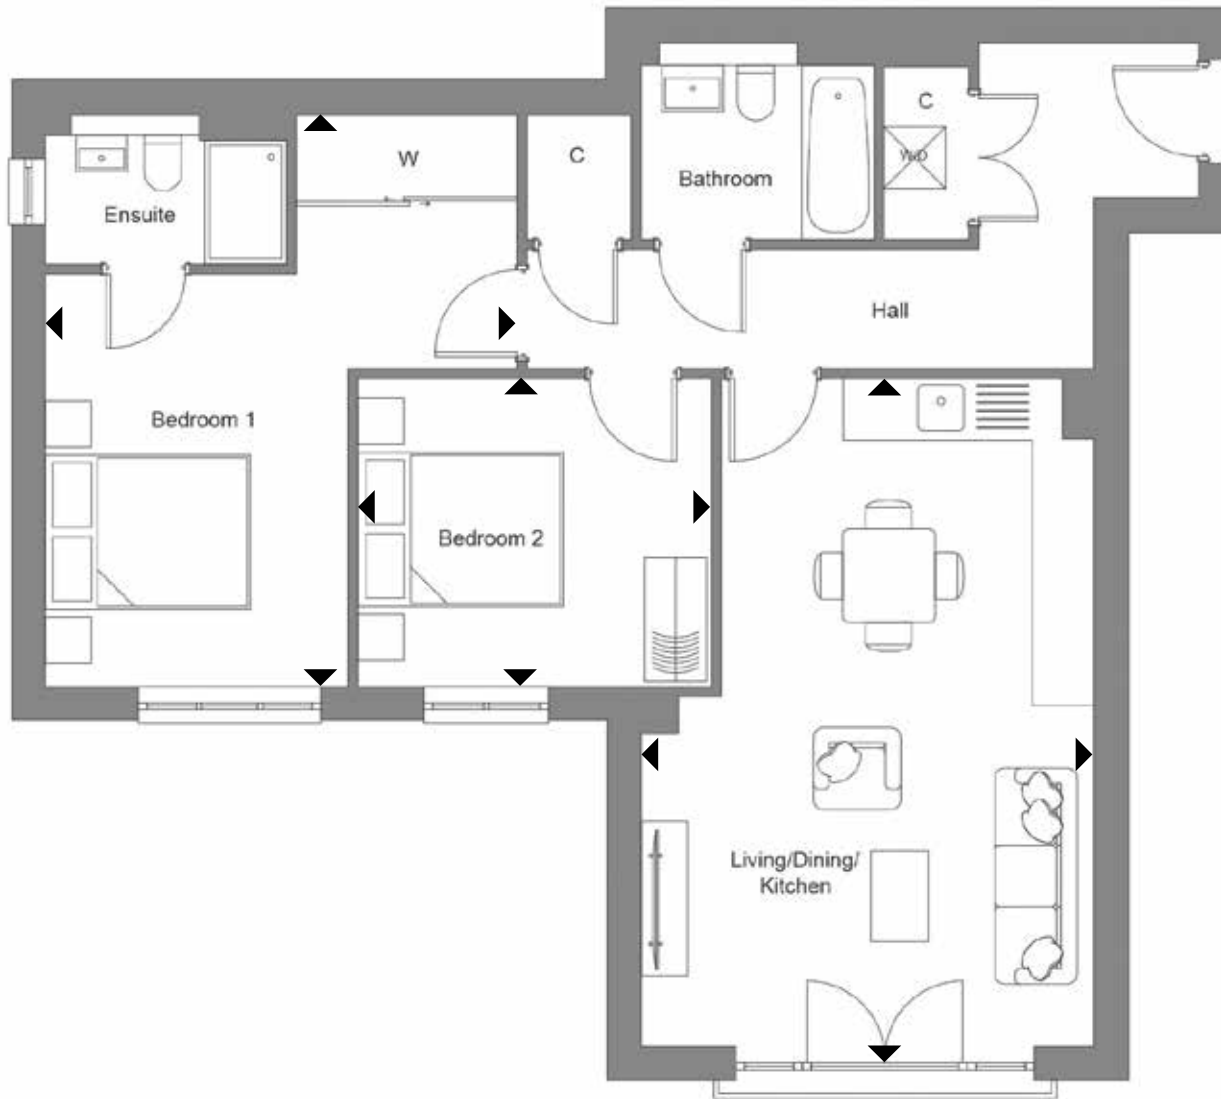 C
W
C
W/D
Bathroom
Ensuite
Hall
Bedroom 1
Bedroom 2
Living/Dining/
Kitchen